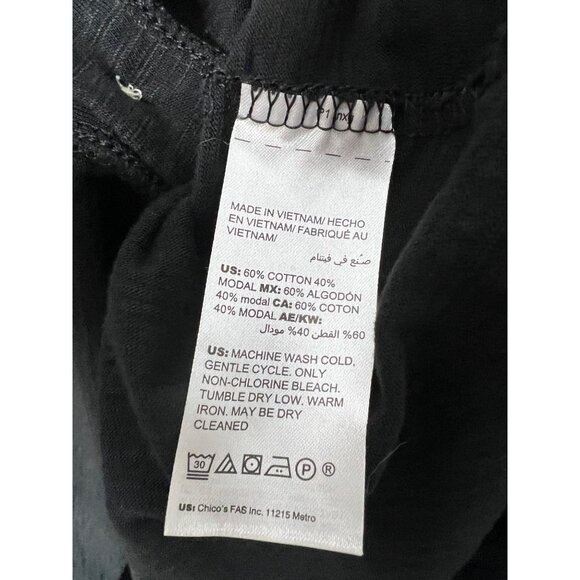 MADE IN VIETNAM/ HECHO
EN VIETNAM/ FABRIQUÉ AU
VIETNAM/
صنع في فيتنام
US: 60% COTTON 40%
MODAL MX: 60% ALGODÓN
40% modal CA: 60% COTON
40% MODAL AE/KW:
60% القطن 40% مودال
US: MACHINE WASH COLD,
GENTLE CYCLE. ONLY
NON-CHLORINE BLEACH.
TUMBLE DRY LOW. WARM
IRON. MAY BE DRY
CLEANED
30 P ®
US: Chico's FAS Inc. 11215 Metro